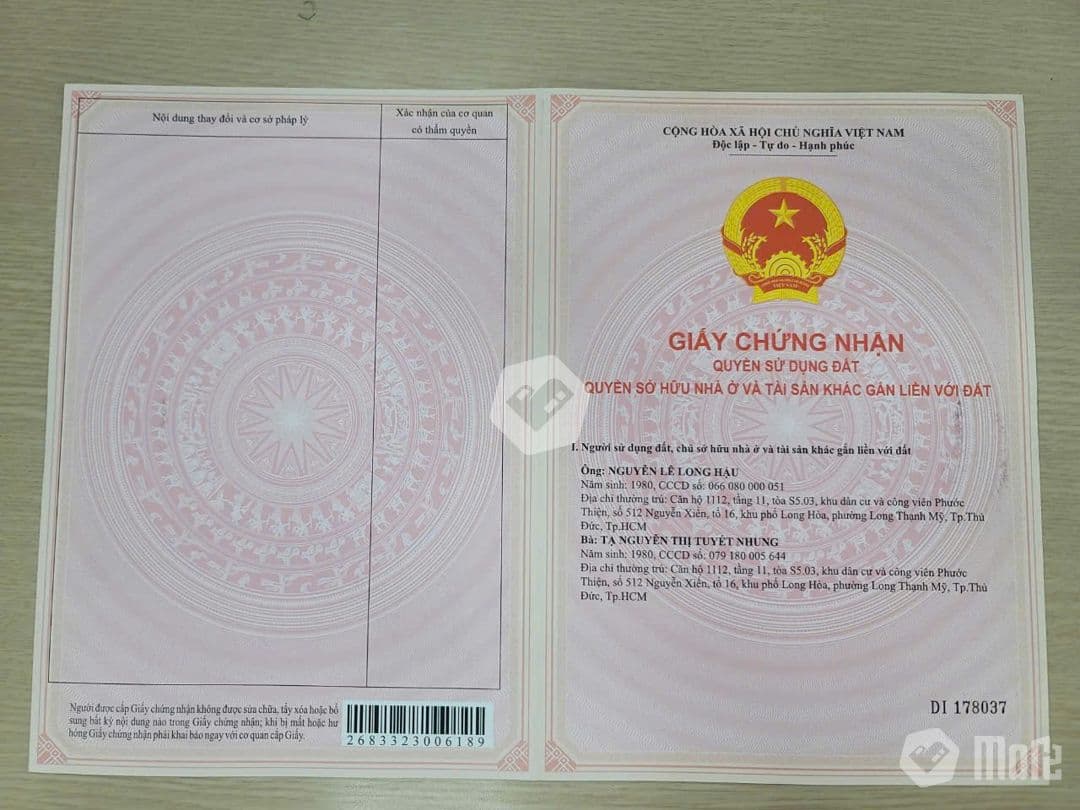 Nội dung thay đổi và cơ sở pháp lý
Xác nhận của cơ quan
có thẩm quyền
Người được cấp Giấy chứng nhận không được sửa chữa, tẩy xóa hoặc bổ
sung bất kỳ nội dung nào trong Giấy chứng nhận; khi bị mất hoặc hư
hỏng Giấy chứng nhận phải khai báo ngay với cơ quan cấp Giấy.
2683323006189
CỘNG HÒA XÃ HỘI CHỦ NGHĨA VIỆT NAM
Độc lập - Tự do - Hạnh phúc
VIỆT NAM
GIẤY CHỨNG NHẬN
QUYỀN SỬ DỤNG ĐẤT
QUYỀN SỞ HỮU NHÀ Ở VÀ TÀI SẢN KHÁC GẮN LIỀN VỚI ĐẤT
I. Người sử dụng đất, chủ sở hữu nhà ở và tài sản khác gắn liền với đất
Ông: NGUYỄN LÊ LONG HẬU
Năm sinh: 1980, CCCD số: 066 080 000 051
Địa chỉ thường trú: Căn hộ 1112, tầng 11, tòa S5.03, khu dân cư và công viên Phước
Thiện, số 512 Nguyễn Xiển, tổ 16, khu phố Long Hòa, phường Long Thạnh Mỹ, Tp.Thủ
Đức, Tp.HCM
Bà: TẠ NGUYỄN THỊ TUYẾT NHUNG
Năm sinh: 1980, CCCD số: 079 180 005 644
Địa chỉ thường trú: Căn hộ 1112, tầng 11, tòa S5.03, khu dân cư và công viên Phước
Thiện, số 512 Nguyễn Xiển, tổ 16, khu phố Long Hòa, phường Long Thạnh Mỹ, Tp.Thủ
Đức, Tp.HCM
DI 178037